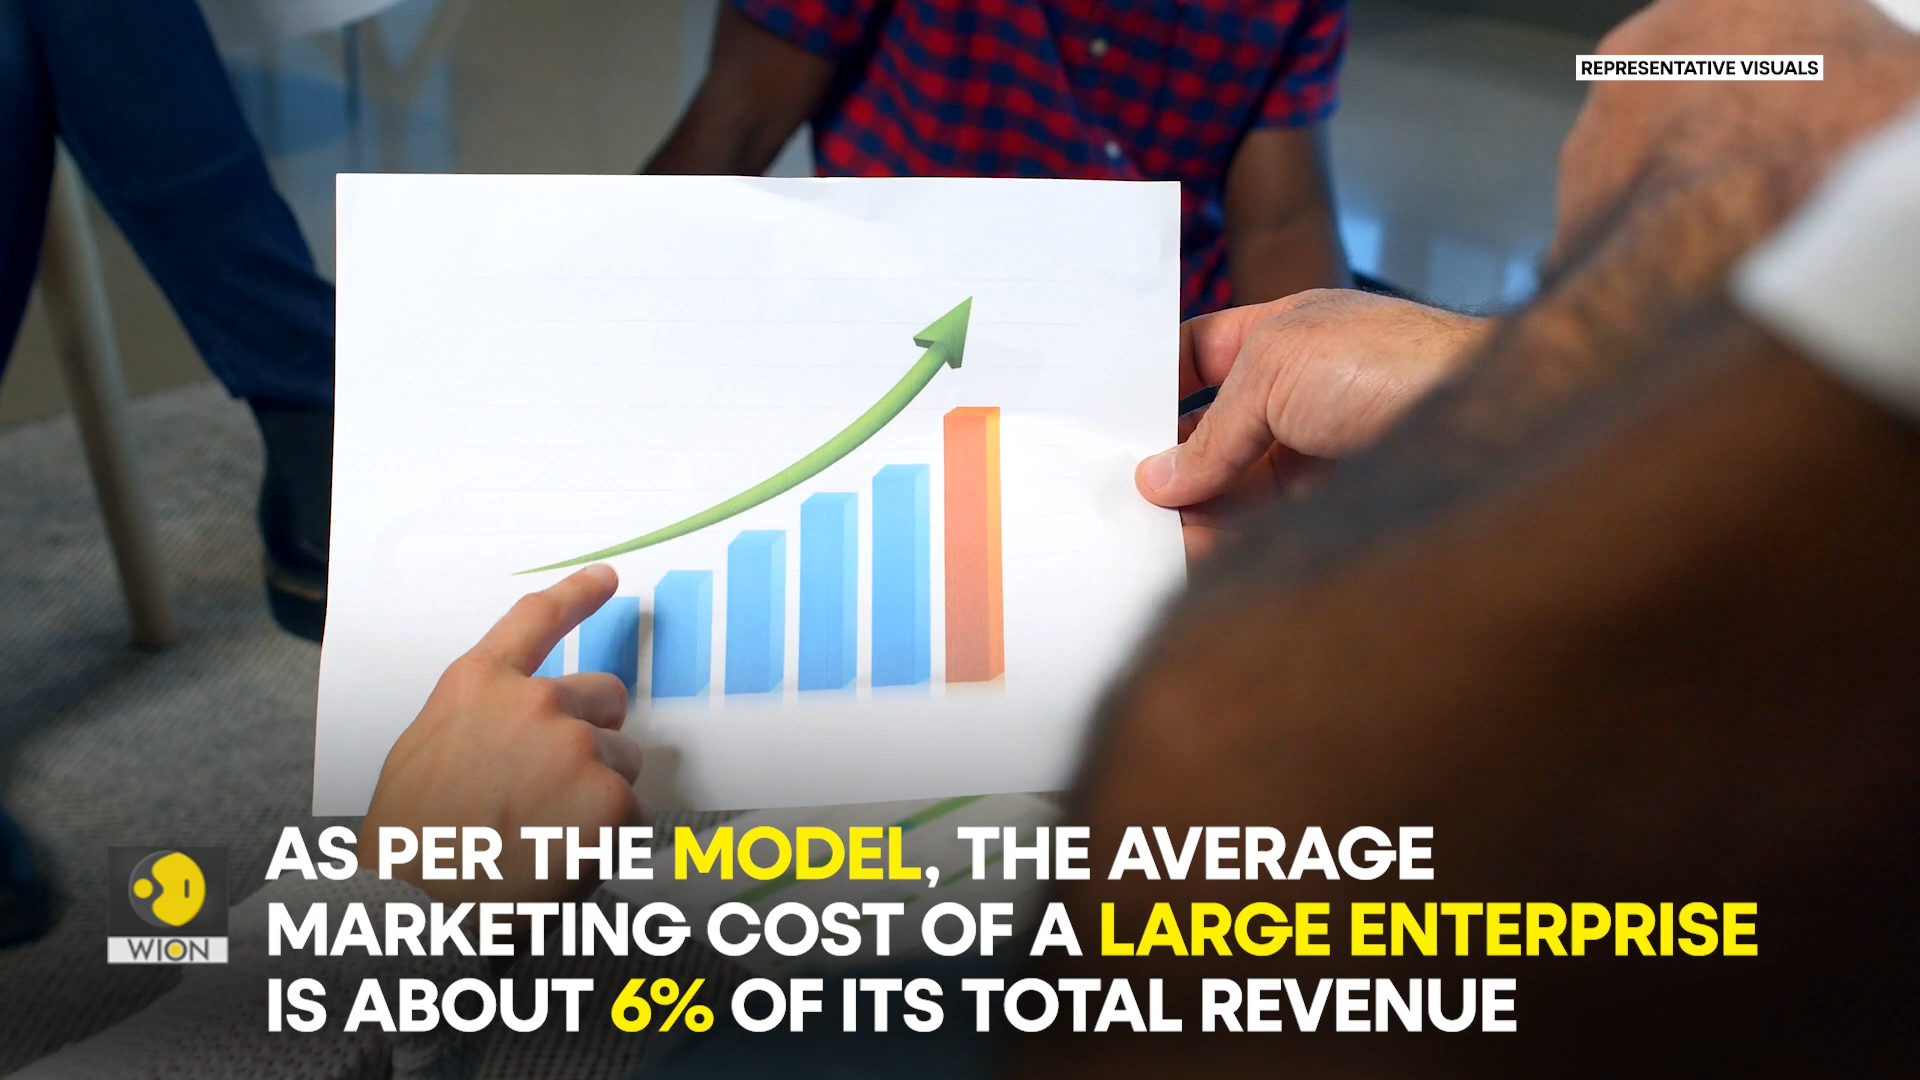 REPRESENTATIVE VISUALS
AS PER THE MODEL, THE AVERAGE
MARKETING COST OF A LARGE ENTERPRISE
IS ABOUT 6% OF ITS TOTAL REVENUE
WION